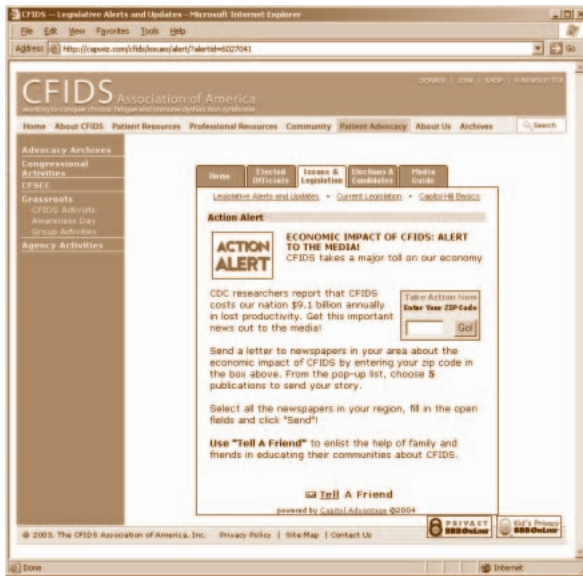 CFIDS -- Legislative Alerts and Updates - Microsoft Internet Explorer
File Edit View Favorites Tools Help
Address http://capwiz.com/cfids/issues/alert/?alertid=6027041 Go
DONATE | JOIN | SHOP | E-NEWSLETTER
CFIDS Association of America
working to conquer chronic fatigue and immune dysfunction syndrome
Home About CFIDS Patient Resources Professional Resources Community Patient Advocacy About Us Archives Search
Advocacy Archives
Congressional
Activities
CFSCC
Grassroots
CFIDS Activists
Awareness Day
Group Activities
Agency Activities
Home Elected Officials Issues & Legislation Elections & Candidates Media Guide
Legislative Alerts and Updates • Current Legislation • Capitol Hill Basics
Action Alert
ACTION
ALERT
ECONOMIC IMPACT OF CFIDS: ALERT
TO THE MEDIA!
CFIDS takes a major toll on our economy
CDC researchers report that CFIDS
costs our nation $9.1 billion annually
in lost productivity. Get this important
news out to the media!
Take Action Now
Enter Your ZIP Code
Go!
Send a letter to newspapers in your area about the
economic impact of CFIDS by entering your zip code in
the box above. From the pop-up list, choose 5
publications to send your story.
Select all the newspapers in your region, fill in the open
fields and click "Send"!
Use "Tell A Friend" to enlist the help of family and
friends in educating their communities about CFIDS.
Tell A Friend
powered by Capitol Advantage ©2004
PRIVACY
BBBOnLine
Kid's Privacy
BBBOnLine
© 2003, The CFIDS Association of America, Inc. Privacy Policy | Site Map | Contact Us
Done Internet